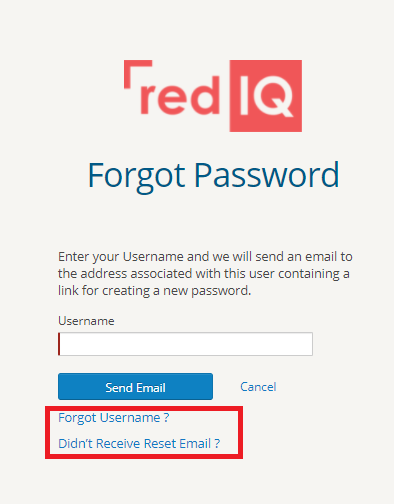 red IQ
Forgot Password
Enter your Username and we will send an email to
the address associated with this user containing a
link for creating a new password.
Username
Send Email Cancel
Forgot Username ?
Didn't Receive Reset Email ?